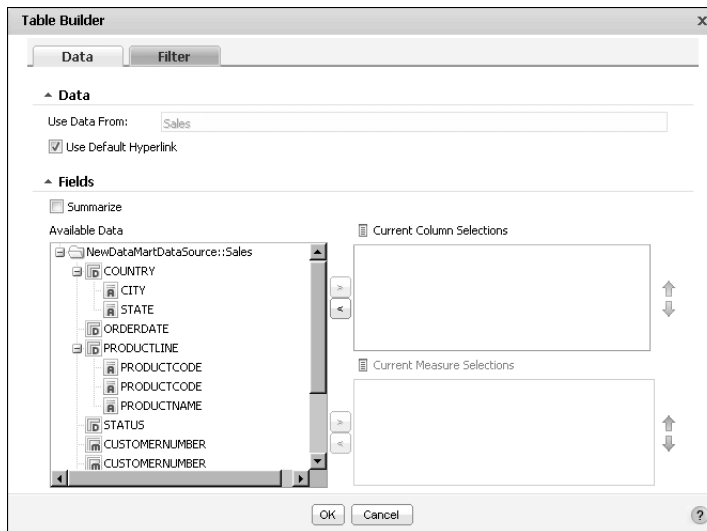 Table Builder x
Data Filter
Data
Use Data From: Sales
Use Default Hyperlink
Fields
Summarize
Available Data
NewDataMartDataSource::Sales
D COUNTRY
A CITY
A STATE
D ORDERDATE
D PRODUCTLINE
A PRODUCTCODE
A PRODUCTCODE
A PRODUCTNAME
D STATUS
m CUSTOMERNUMBER
m CUSTOMERNUMBER
>
<
Current Column Selections
Current Measure Selections
>
<
OK Cancel ?